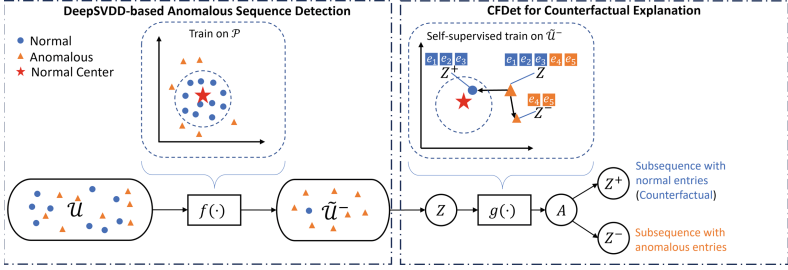 DeepSVDD-based Anomalous Sequence Detection
Normal
Anomalous
Normal Center
Train on 𝒫
𝒰
f(·)
𝒰̃⁻
CFDet for Counterfactual Explanation
Self-supervised train on 𝒰̃⁻
e₁ e₂ e₃
Z⁺
e₁ e₂ e₃ e₄ e₅
Z
e₄ e₅
Z⁻
Z
g(·)
A
Z⁺
Subsequence with
normal entries
(Counterfactual)
Z⁻
Subsequence with
anomalous entries